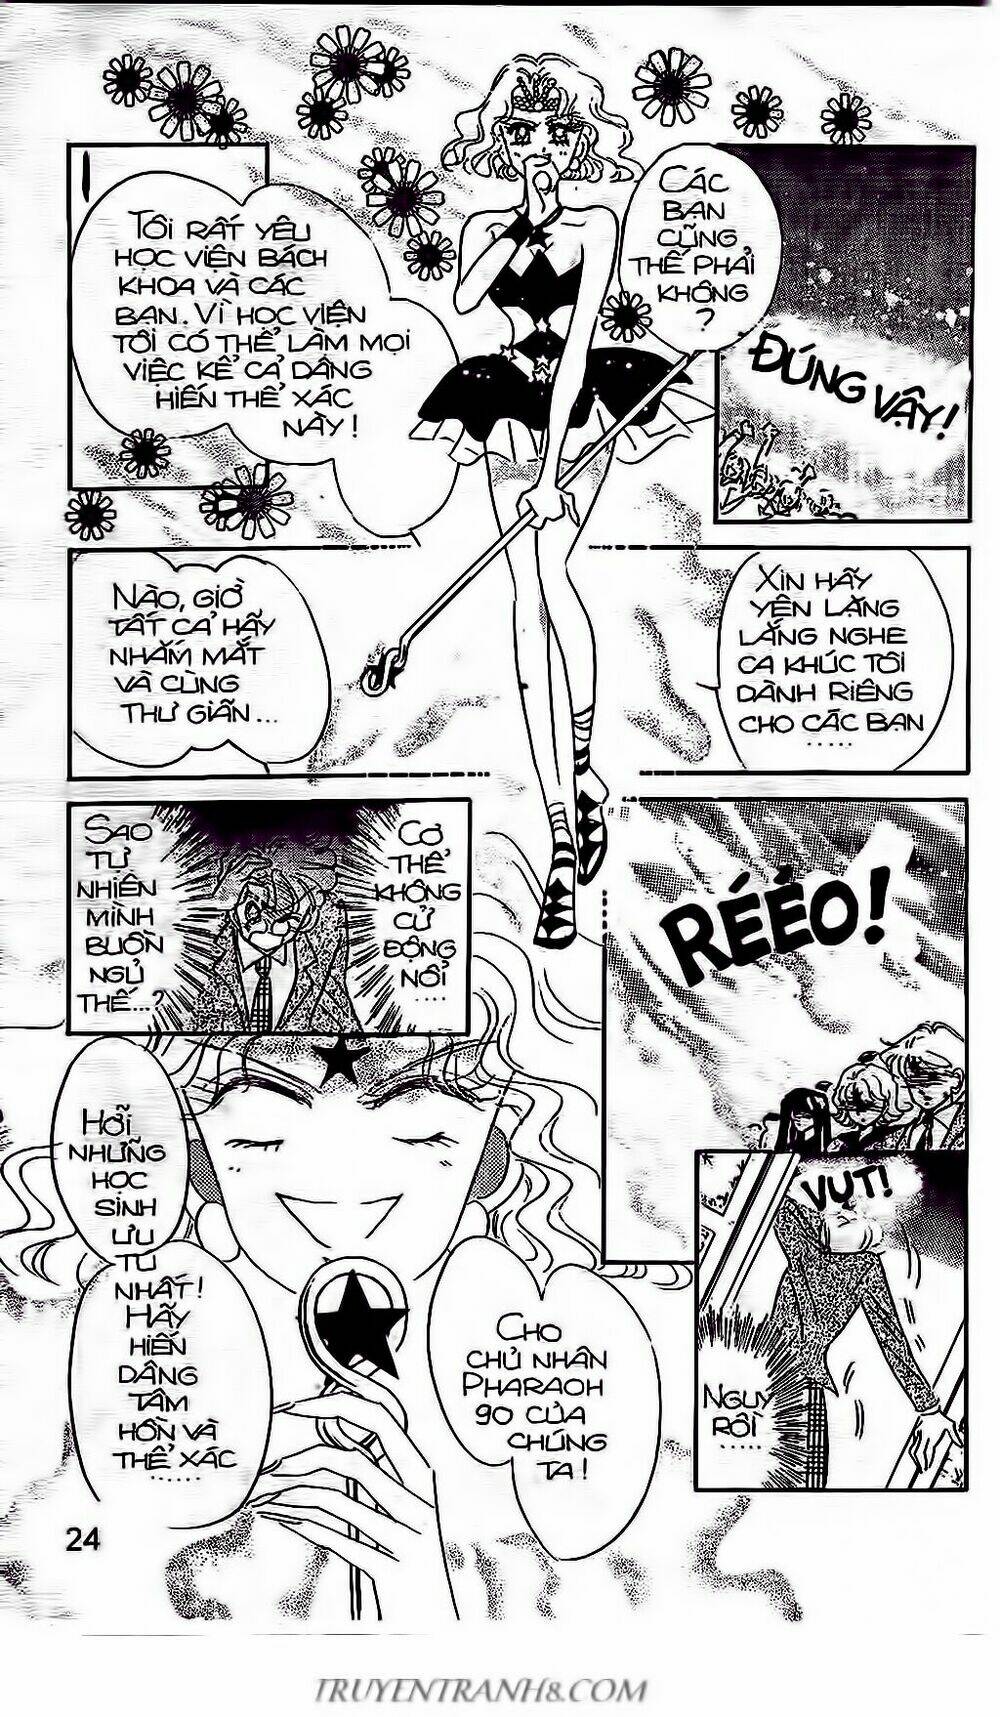 TÔI RẤT YÊU
HỌC VIỆN BÁCH
KHOA VÀ CÁC
BẠN. VÌ HỌC VIỆN
TÔI CÓ THỂ LÀM MỌI
VIỆC KỂ CẢ DÂNG
HIẾN THỂ XÁC
NÀY!
CÁC
BẠN
CŨNG
THẾ PHẢI
KHÔNG
?
ĐÚNG VẬY!
NÀO, GIỜ
TẤT CẢ HÃY
NHẮM MẮT
VÀ CÙNG
THƯ GIÃN...
XIN HÃY
YÊN LẶNG
LẮNG NGHE
CA KHÚC TÔI
DÀNH RIÊNG
CHO CÁC BẠN
.....
SAO
TỰ
NHIÊN
MÌNH
BUỒN
NGỦ
THẾ...?
CƠ
THỂ
KHÔNG
CỬ
ĐỘNG
NỔI
....
RÉÉO!
HỠI
NHỮNG
HỌC
SINH
ƯU
TÚ
NHẤT!
HÃY
HIẾN
DÂNG
TÂM
HỒN VÀ
THỂ XÁC
.....
CHO
CHỦ NHÂN
PHARAOH
90 CỦA
CHÚNG
TA!
VỤT!
NGUY
RỒI
....
24
TRUYENTRANH8.COM